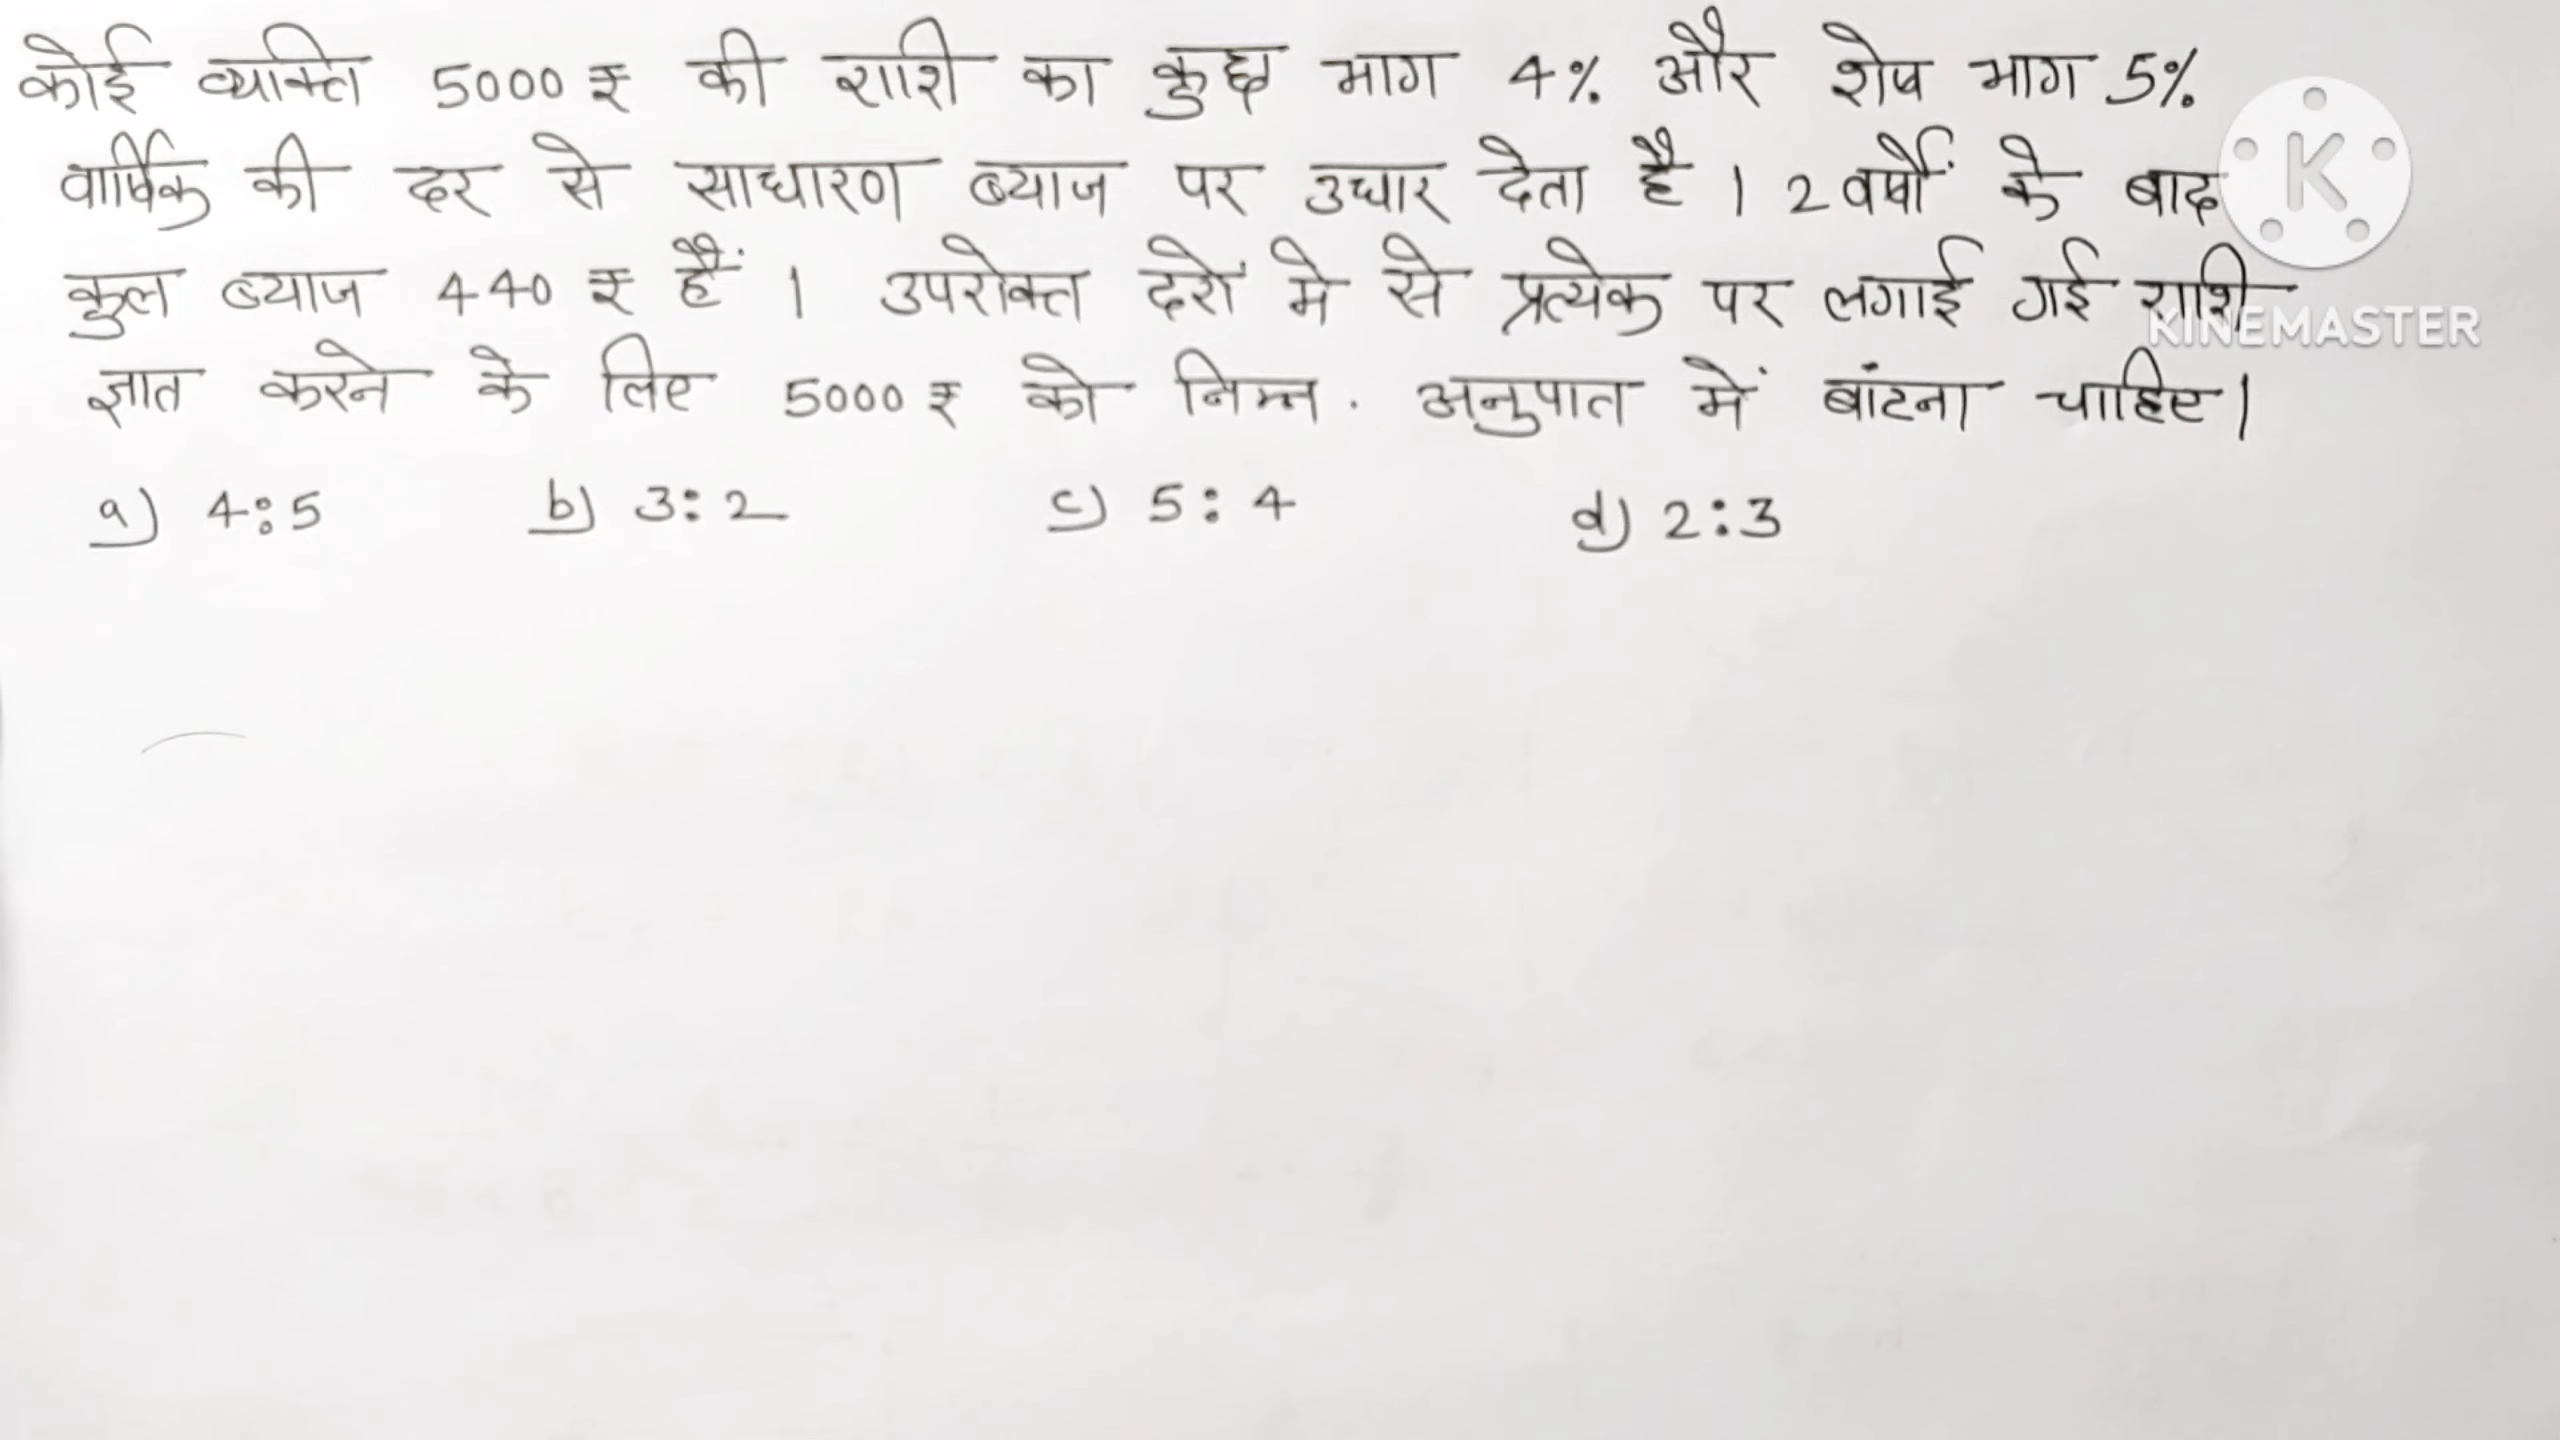 कोई व्यक्ति 5000 ₹ की राशि का कुछ भाग 4% और शेष भाग 5%
वार्षिक की दर से साधारण ब्याज पर उधार देता है । 2 वर्षों के बाद
कुल ब्याज 440 ₹ हैं । उपरोक्त दरों मे से प्रत्येक पर लगाई गई राशि
ज्ञात करने के लिए 5000 ₹ को निम्न . अनुपात में बांटना चाहिए।
a) 4:5 b) 3:2 c) 5:4 d) 2:3
K
KINEMASTER